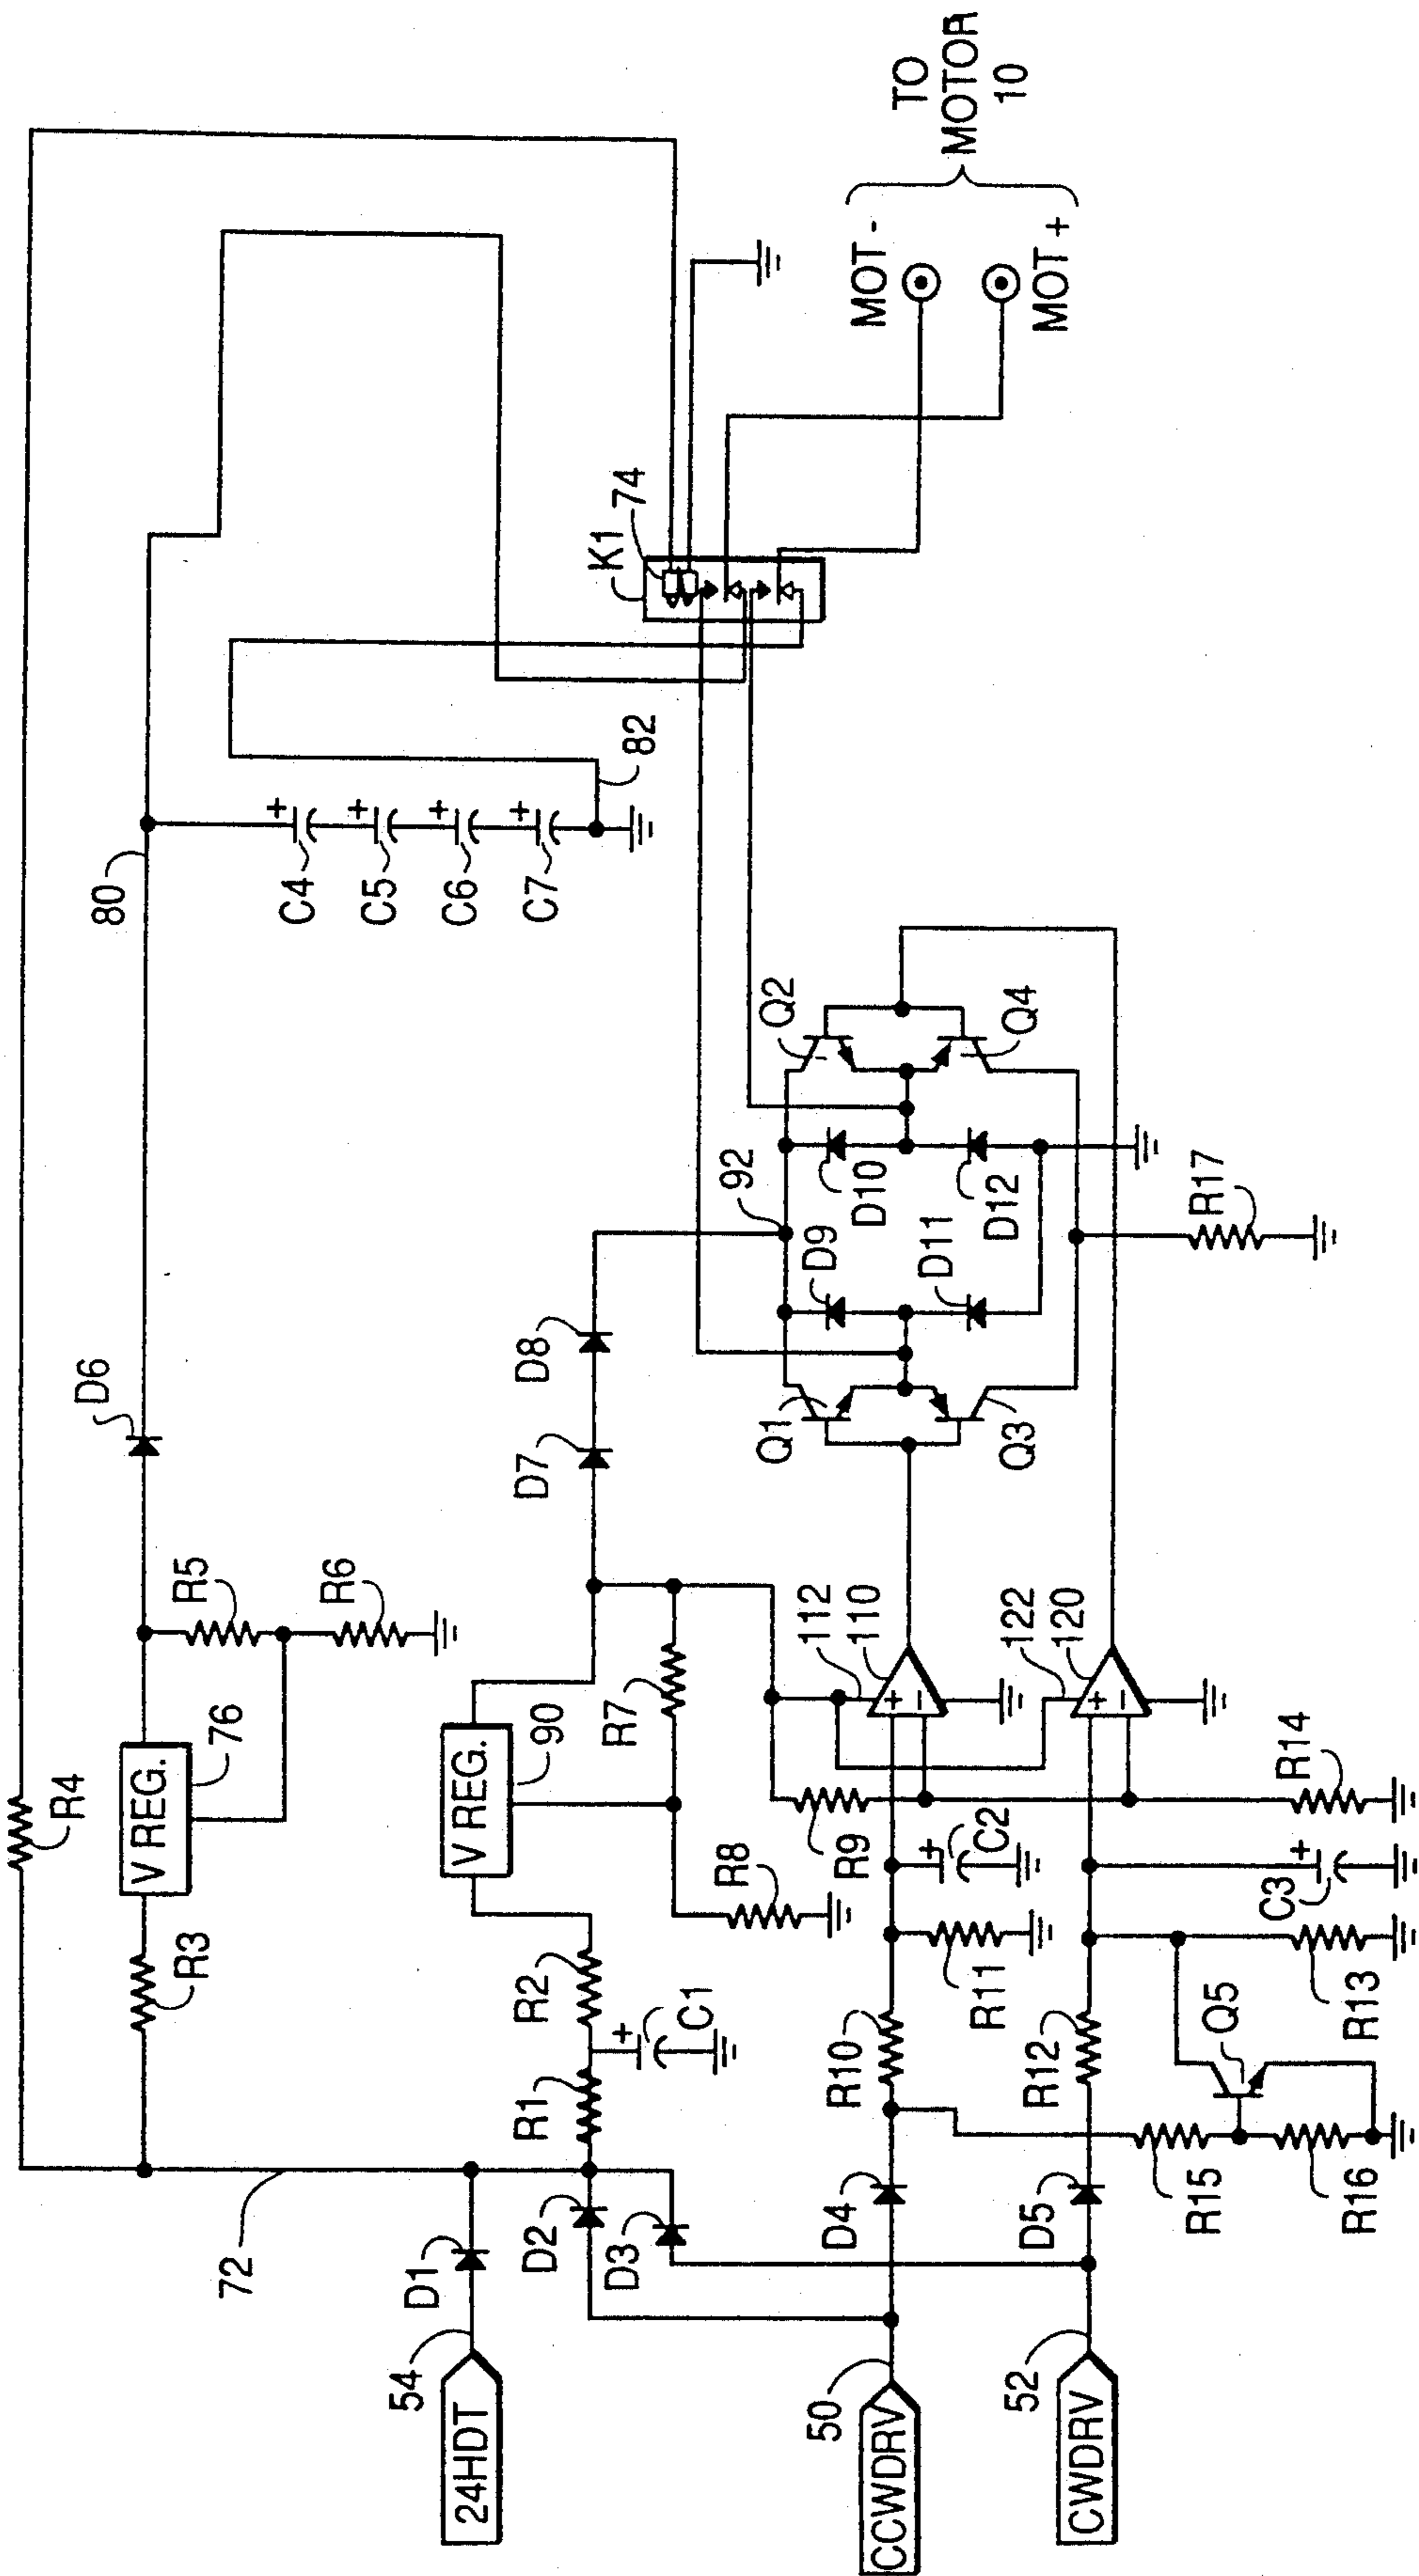 R4
R3
V REG.
76
R5
R6
D6
80
C4
+
C5
+
C6
+
C7
+
82
72
24HDT
54
D1
D2
D3
R1
C1
+
R2
V REG.
90
R7
R8
D7
D8
92
K1
74
CCWDRV
50
D4
R10
R11
C2
+
R9
112
110
+
−
122
120
+
−
CWDRV
52
D5
R12
R15
R16
Q5
R13
C3
+
R14
Q1
Q3
D9
D11
D10
D12
Q2
Q4
R17
MOT -
MOT +
TO
MOTOR
10